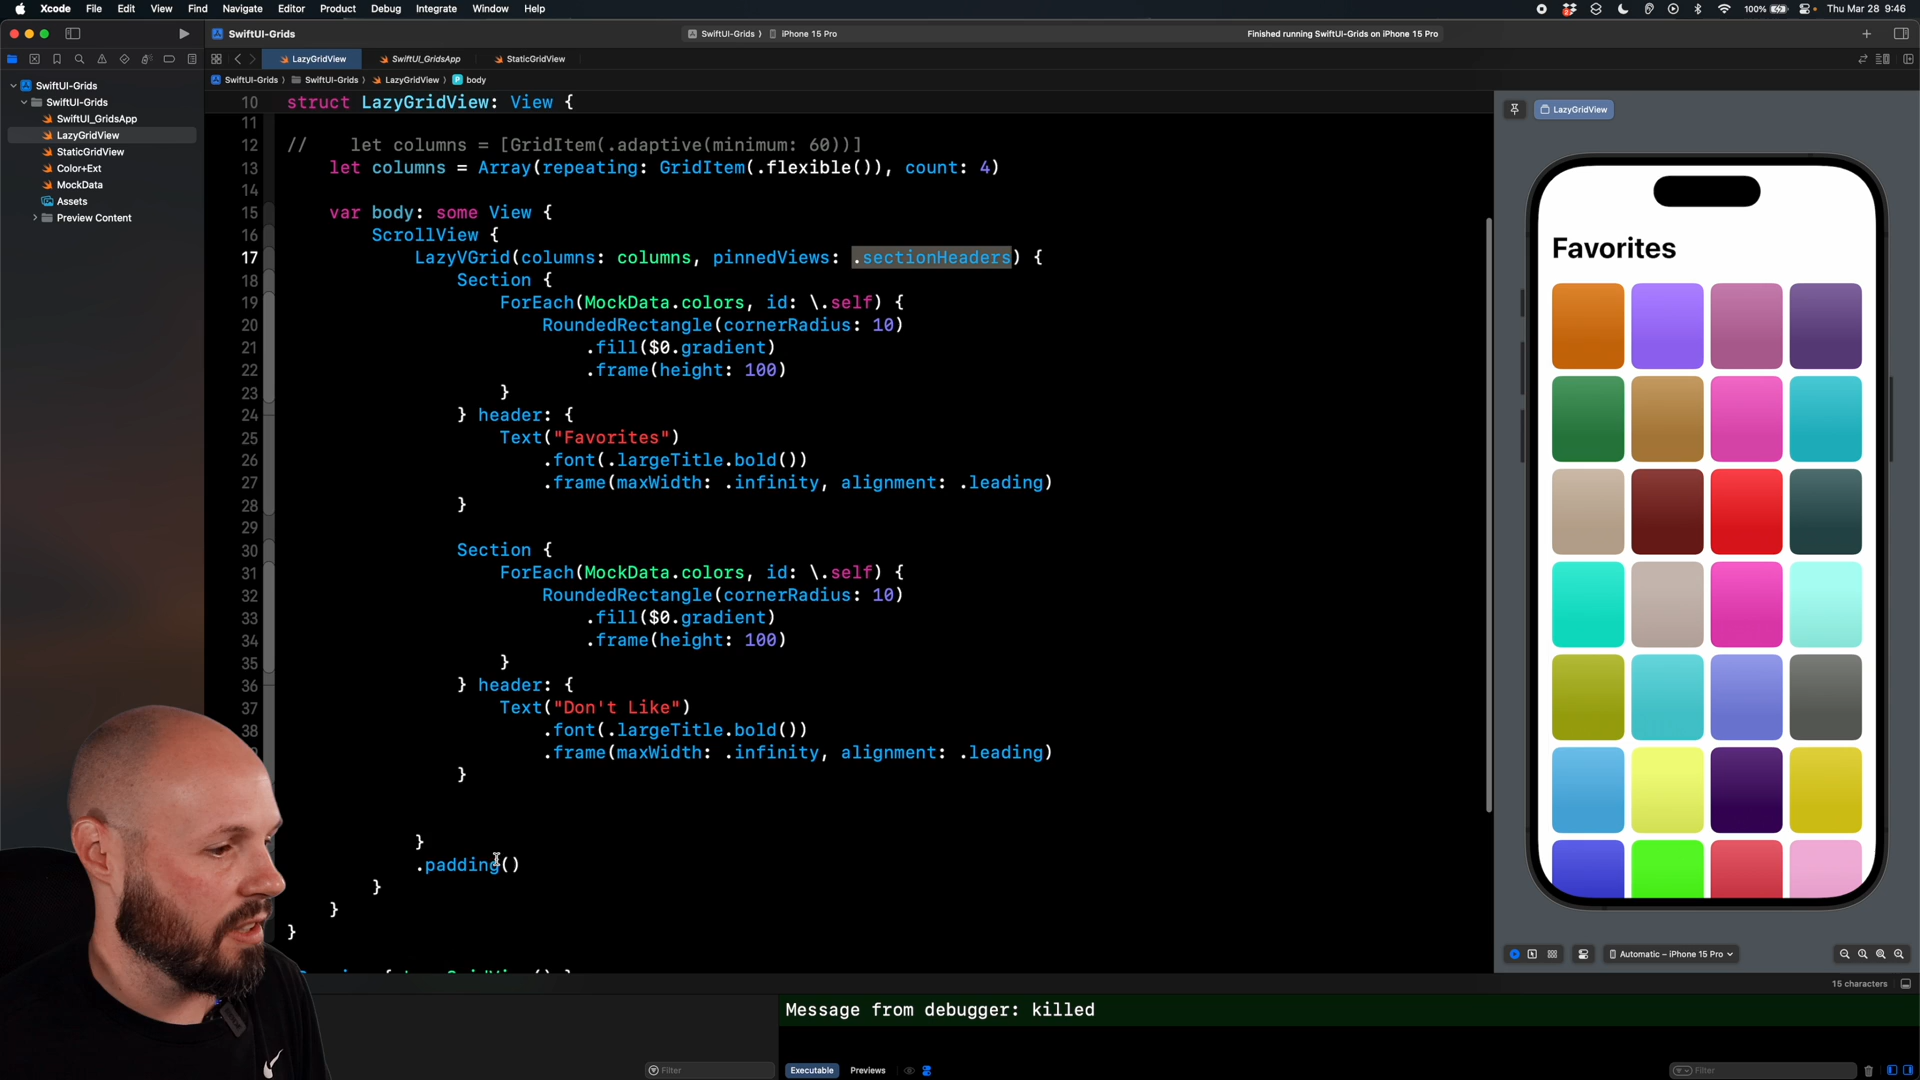 Xcode File Edit View Find Navigate Editor Product Debug Integrate Window Help
100% Thu Mar 28 9:46
SwiftUI-Grids
SwiftUI-Grids 〉 iPhone 15 Pro
Finished running SwiftUI-Grids on iPhone 15 Pro
LazyGridView
SwiftUI_GridsApp
StaticGridView
SwiftUI-Grids 〉 SwiftUI-Grids 〉 LazyGridView 〉 P body
SwiftUI-Grids
SwiftUI-Grids
SwiftUI_GridsApp
LazyGridView
StaticGridView
Color+Ext
MockData
Assets
Preview Content
10 struct LazyGridView: View {
11
12 // let columns = [GridItem(.adaptive(minimum: 60))]
13 let columns = Array(repeating: GridItem(.flexible()), count: 4)
14
15 var body: some View {
16 ScrollView {
17 LazyVGrid(columns: columns, pinnedViews: .sectionHeaders) {
18 Section {
19 ForEach(MockData.colors, id: \.self) {
20 RoundedRectangle(cornerRadius: 10)
21 .fill($0.gradient)
22 .frame(height: 100)
23 }
24 } header: {
25 Text("Favorites")
26 .font(.largeTitle.bold())
27 .frame(maxWidth: .infinity, alignment: .leading)
28 }
29
30 Section {
31 ForEach(MockData.colors, id: \.self) {
32 RoundedRectangle(cornerRadius: 10)
33 .fill($0.gradient)
34 .frame(height: 100)
35 }
36 } header: {
37 Text("Don't Like")
38 .font(.largeTitle.bold())
.frame(maxWidth: .infinity, alignment: .leading)
}
}
.padding()
}
}
}
LazyGridView
Favorites
Automatic – iPhone 15 Pro
15 characters
Message from debugger: killed
Filter
Executable
Previews
Filter